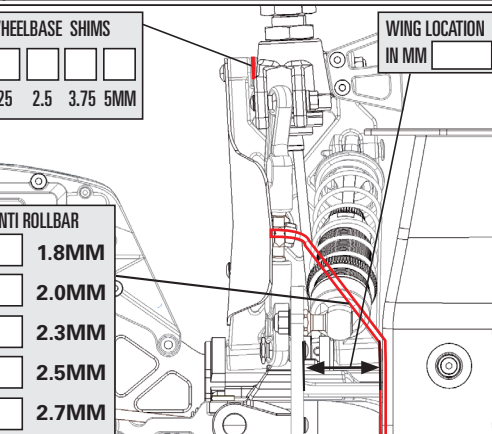 HEELBASE SHIMS
25 2.5 3.75 5MM
WING LOCATION
IN MM
NTI ROLLBAR
1.8MM
2.0MM
2.3MM
2.5MM
2.7MM